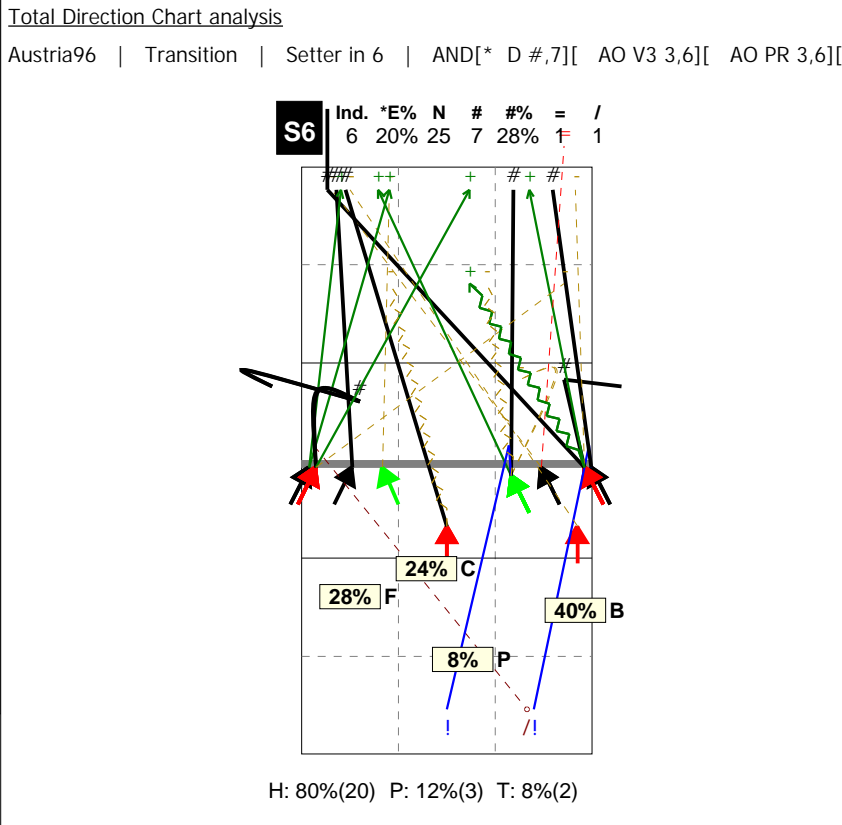 Total Direction Chart analysis
Austria96 | Transition | Setter in 6 | AND[* D #,7][ AO V3 3,6][ AO PR 3,6][
S6 Ind. *E% N # #% = /
6 20% 25 7 28% 1 1
=
### - ++ + # + # -
+ -
#
#
24% C
28% F
40% B
8% P
! / !
H: 80%(20) P: 12%(3) T: 8%(2)